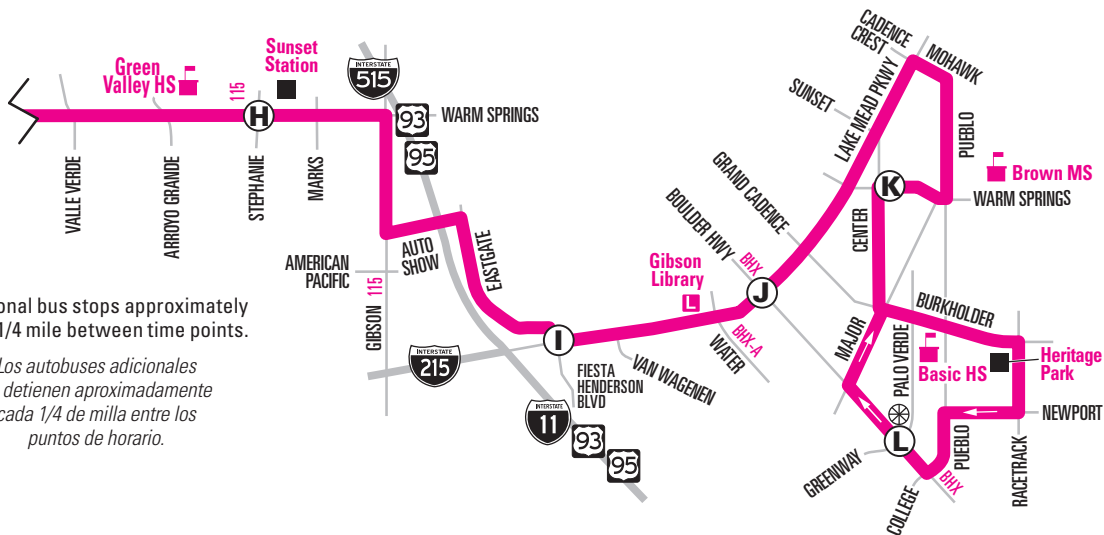 Green
Valley HS
115
Sunset
Station
INTERSTATE
515
H
93
WARM SPRINGS
95
VALLE VERDE
ARROYO GRANDE
STEPHANIE
MARKS
AUTO
SHOW
EASTGATE
AMERICAN
PACIFIC
GIBSON
115
INTERSTATE
215
I
FIESTA
HENDERSON
BLVD
INTERSTATE
11
93
95
VAN WAGENEN
Gibson
Library
L
BHX-A
WATER
BOULDER HWY
BHX
J
GRAND CADENCE
SUNSET
LAKE MEAD PKWY
CADENCE
CREST
MOHAWK
PUEBLO
Brown MS
K
WARM SPRINGS
CENTER
BURKHOLDER
MAJOR
PALO VERDE
Basic HS
Heritage
Park
NEWPORT
L
GREENWAY
PUEBLO
COLLEGE
BHX
RACETRACK
onal bus stops approximately
1/4 mile between time points.
Los autobuses adicionales
detienen aproximadamente
cada 1/4 de milla entre los
puntos de horario.